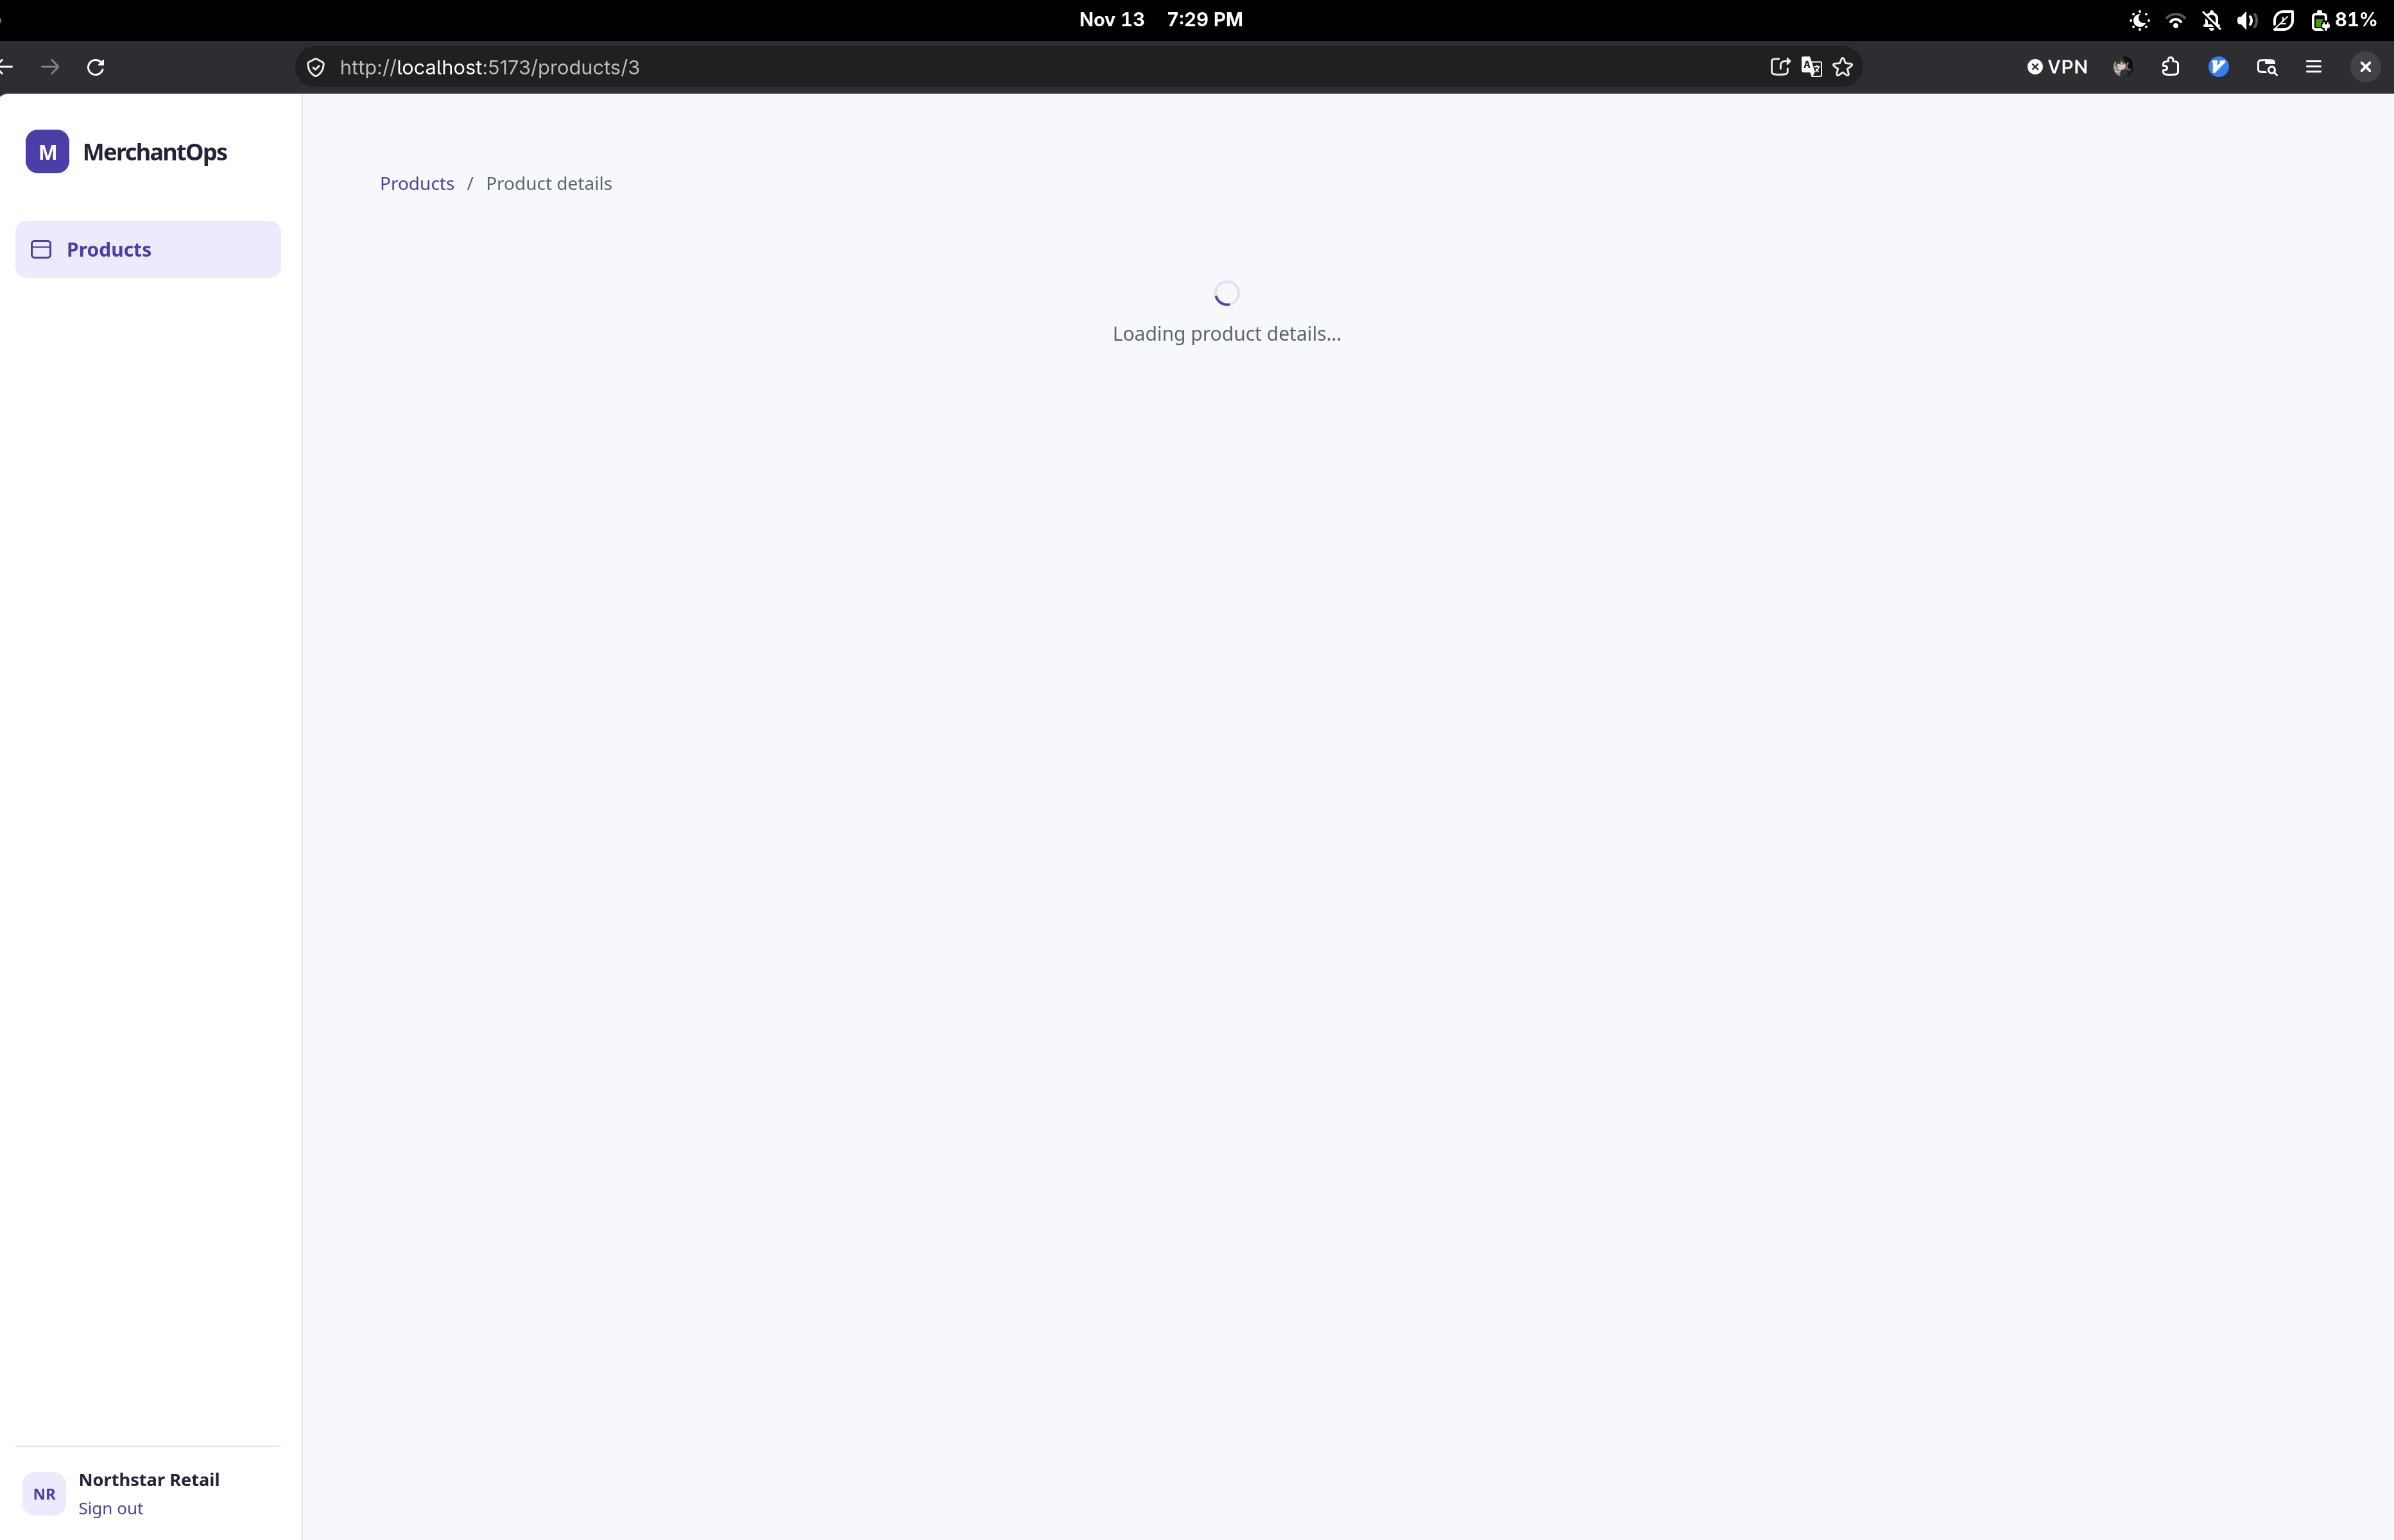 Nov 13 7:29 PM
81%
http://localhost:5173/products/3
VPN
M MerchantOps
Products
Products / Product details
Loading product details...
NR
Northstar Retail
Sign out